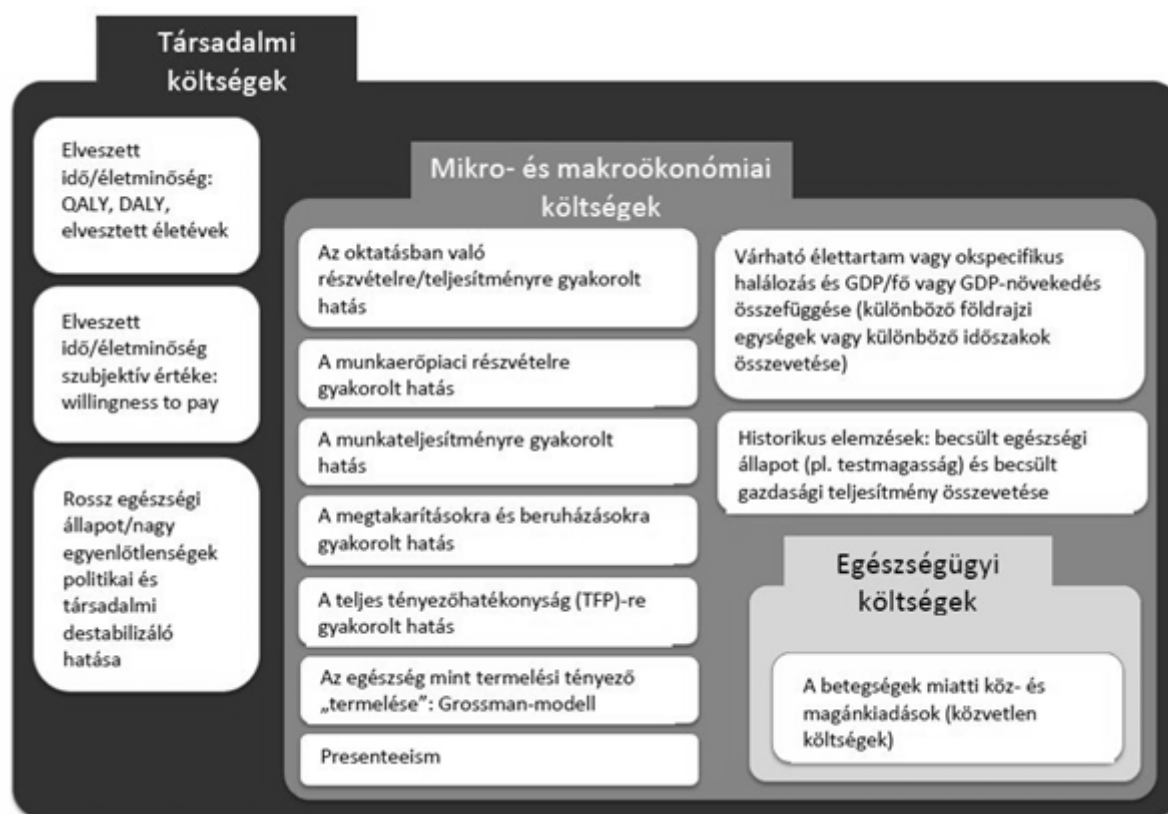 Társadalmi
költségek
Elveszett
idő/életminőség:
QALY, DALY,
elvesztett életévek
Elveszett
idő/életminőség
szubjektív értéke:
willingness to pay
Rossz egészségi
állapot/nagy
egyenlőtlenségek
politikai és
társadalmi
destabilizáló
hatása
Mikro- és makroökonómiai
költségek
Az oktatásban való
részvételre/teljesítményre gyakorolt
hatás
A munkaerőpiaci részvételre
gyakorolt hatás
A munkateljesítményre gyakorolt
hatás
A megtakarításokra és beruházásokra
gyakorolt hatás
A teljes tényezőhatékonyság (TFP)-re
gyakorolt hatás
Az egészség mint termelési tényező
„termelése”: Grossman-modell
Presenteeism
Várható élettartam vagy okspecifikus
halálozás és GDP/fő vagy GDP-növekedés
összefüggése (különböző földrajzi
egységek vagy különböző időszakok
összevetése)
Historikus elemzések: becsült egészségi
állapot (pl. testmagasság) és becsült
gazdasági teljesítmény összevetése
Egészségügyi
költségek
A betegségek miatti köz- és
magánkiadások (közvetlen
költségek)